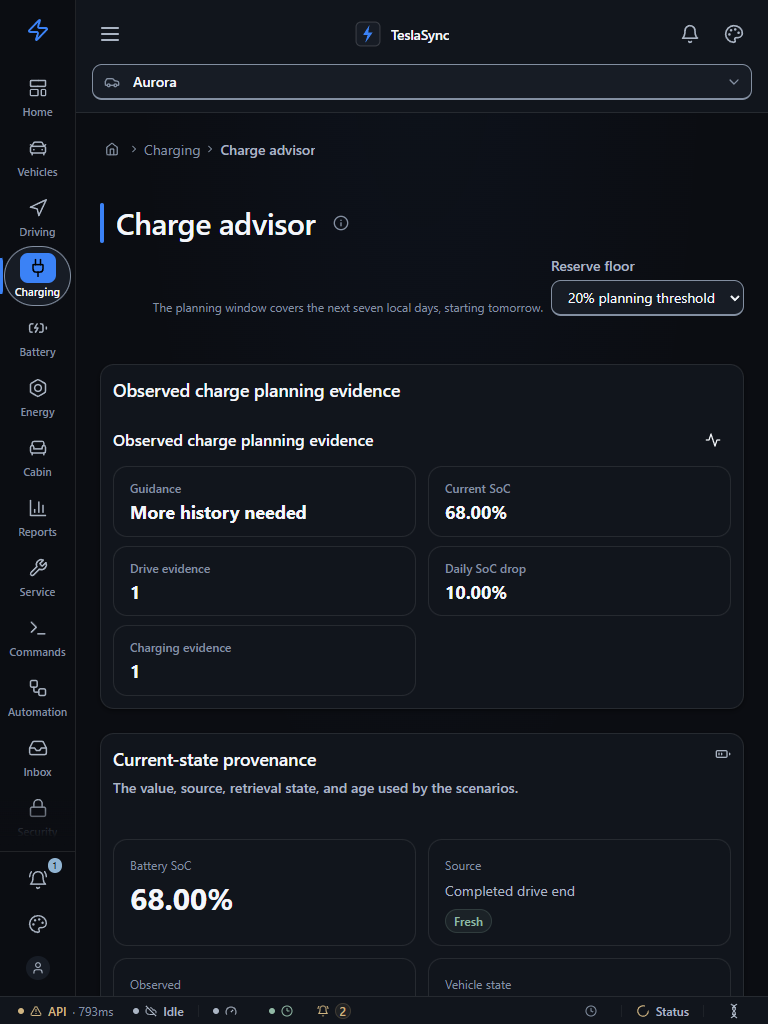 TeslaSync
Aurora
Home
Vehicles
Driving
Charging
Battery
Energy
Cabin
Reports
Service
Commands
Automation
Inbox
Security
1
Charging
Charge advisor
Charge advisor
Reserve floor
The planning window covers the next seven local days, starting tomorrow.
20% planning threshold
Observed charge planning evidence
Observed charge planning evidence
Guidance
More history needed
Current SoC
68.00%
Drive evidence
1
Daily SoC drop
10.00%
Charging evidence
1
Current-state provenance
The value, source, retrieval state, and age used by the scenarios.
Battery SoC
68.00%
Source
Completed drive end
Fresh
Observed
Vehicle state
API · 793ms
Idle
2
Status